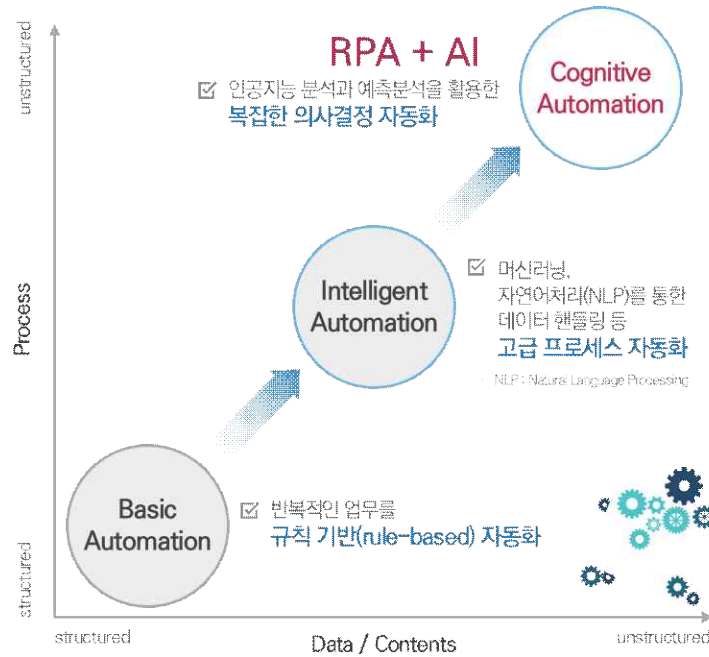 RPA + AI
인공지능 분석과 예측분석을 활용한
복잡한 의사결정 자동화
Cognitive
Automation
unstructured
Intelligent
Automation
머신러닝,
자연어처리(NLP)를 통한
데이터 핸들링 등
고급 프로세스 자동화
NLP : Natural Language Processing
Process
Basic
Automation
반복적인 업무를
규칙 기반(rule-based) 자동화
structured
structured
Data / Contents
unstructured